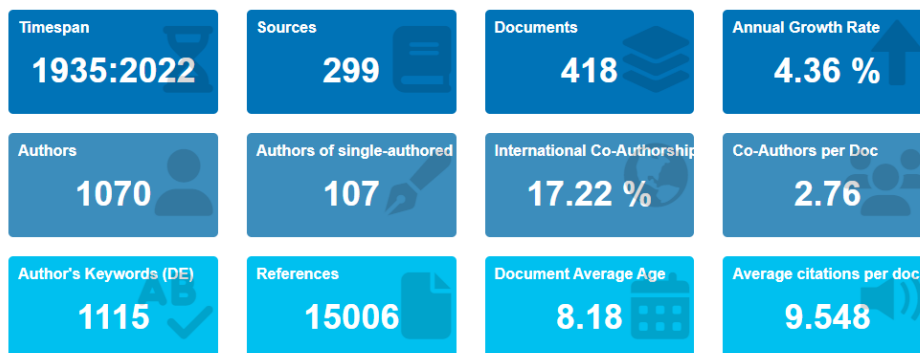 Timespan
1935:2022
Sources
299
Documents
418
Annual Growth Rate
4.36 %
Authors
1070
Authors of single-authored
107
International Co-Authorship
17.22 %
Co-Authors per Doc
2.76
Author's Keywords (DE)
AB
1115
References
15006
Document Average Age
8.18
Average citations per doc
9.548